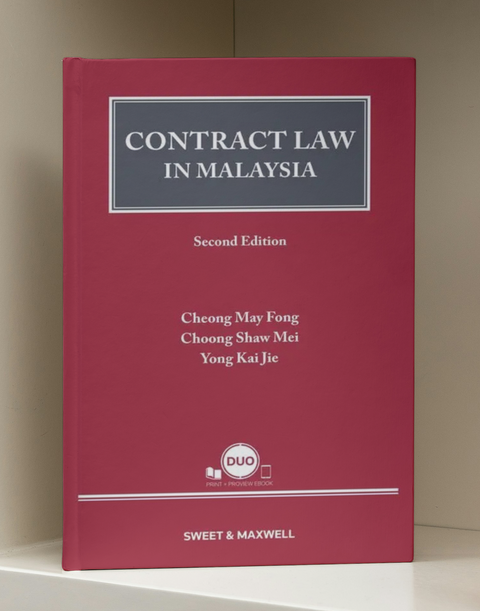 CONTRACT LAW
IN MALAYSIA
Second Edition
Cheong May Fong
Choong Shaw Mei
Yong Kai Jie
DUO
PRINT + PROVIEW EBOOK
SWEET & MAXWELL